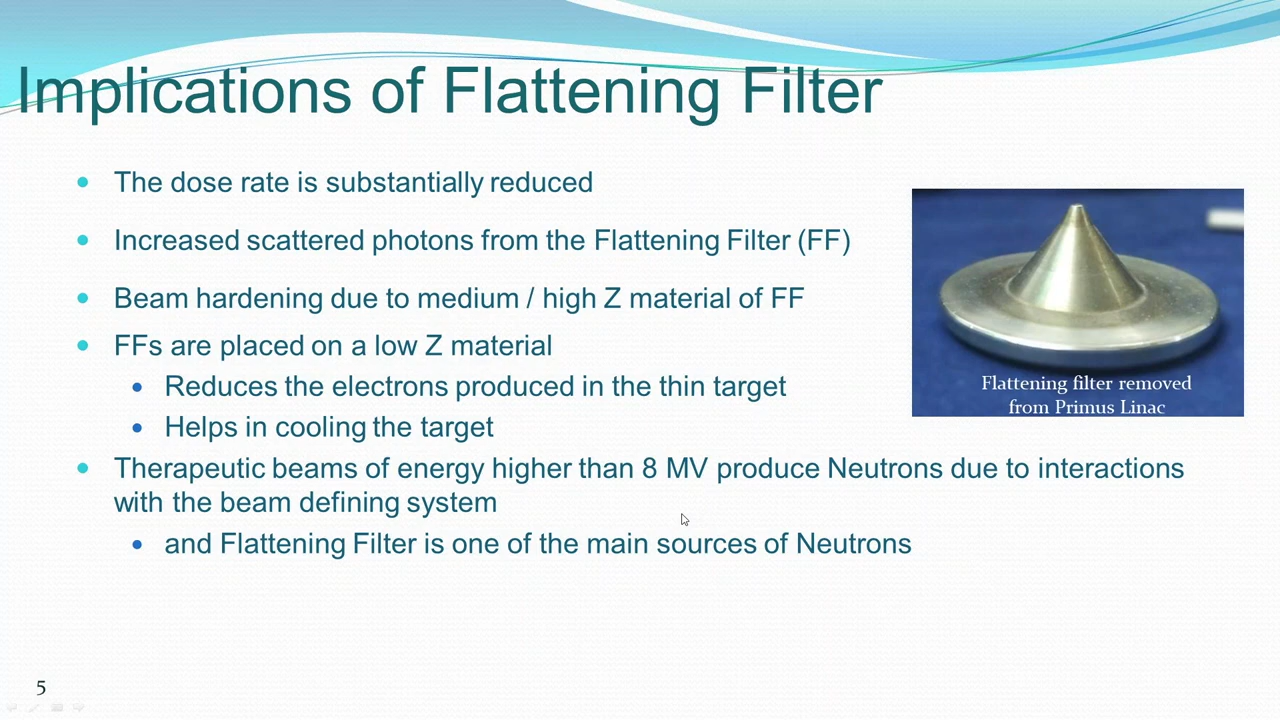 Implications of Flattening Filter
The dose rate is substantially reduced
Increased scattered photons from the Flattening Filter (FF)
Beam hardening due to medium / high Z material of FF
FFs are placed on a low Z material
Reduces the electrons produced in the thin target
Helps in cooling the target
Therapeutic beams of energy higher than 8 MV produce Neutrons due to interactions
with the beam defining system
and Flattening Filter is one of the main sources of Neutrons
Flattening filter removed
from Primus Linac
5